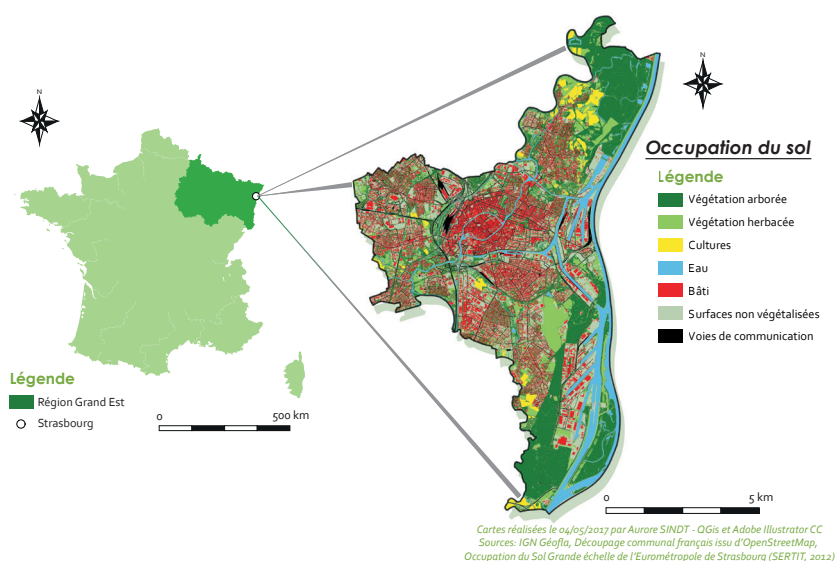 N
Légende
Région Grand Est
Strasbourg
0 500 km
N
Occupation du sol
Légende
Végétation arborée
Végétation herbacée
Cultures
Eau
Bâti
Surfaces non végétalisées
Voies de communication
0 5 km
Cartes réalisées le 04/05/2017 par Aurore SINDT - QGis et Adobe Illustrator CC
Sources: IGN Géofla, Découpage communal français issu d'OpenStreetMap,
Occupation du Sol Grande échelle de l'Eurométropole de Strasbourg (SERTIT, 2012)